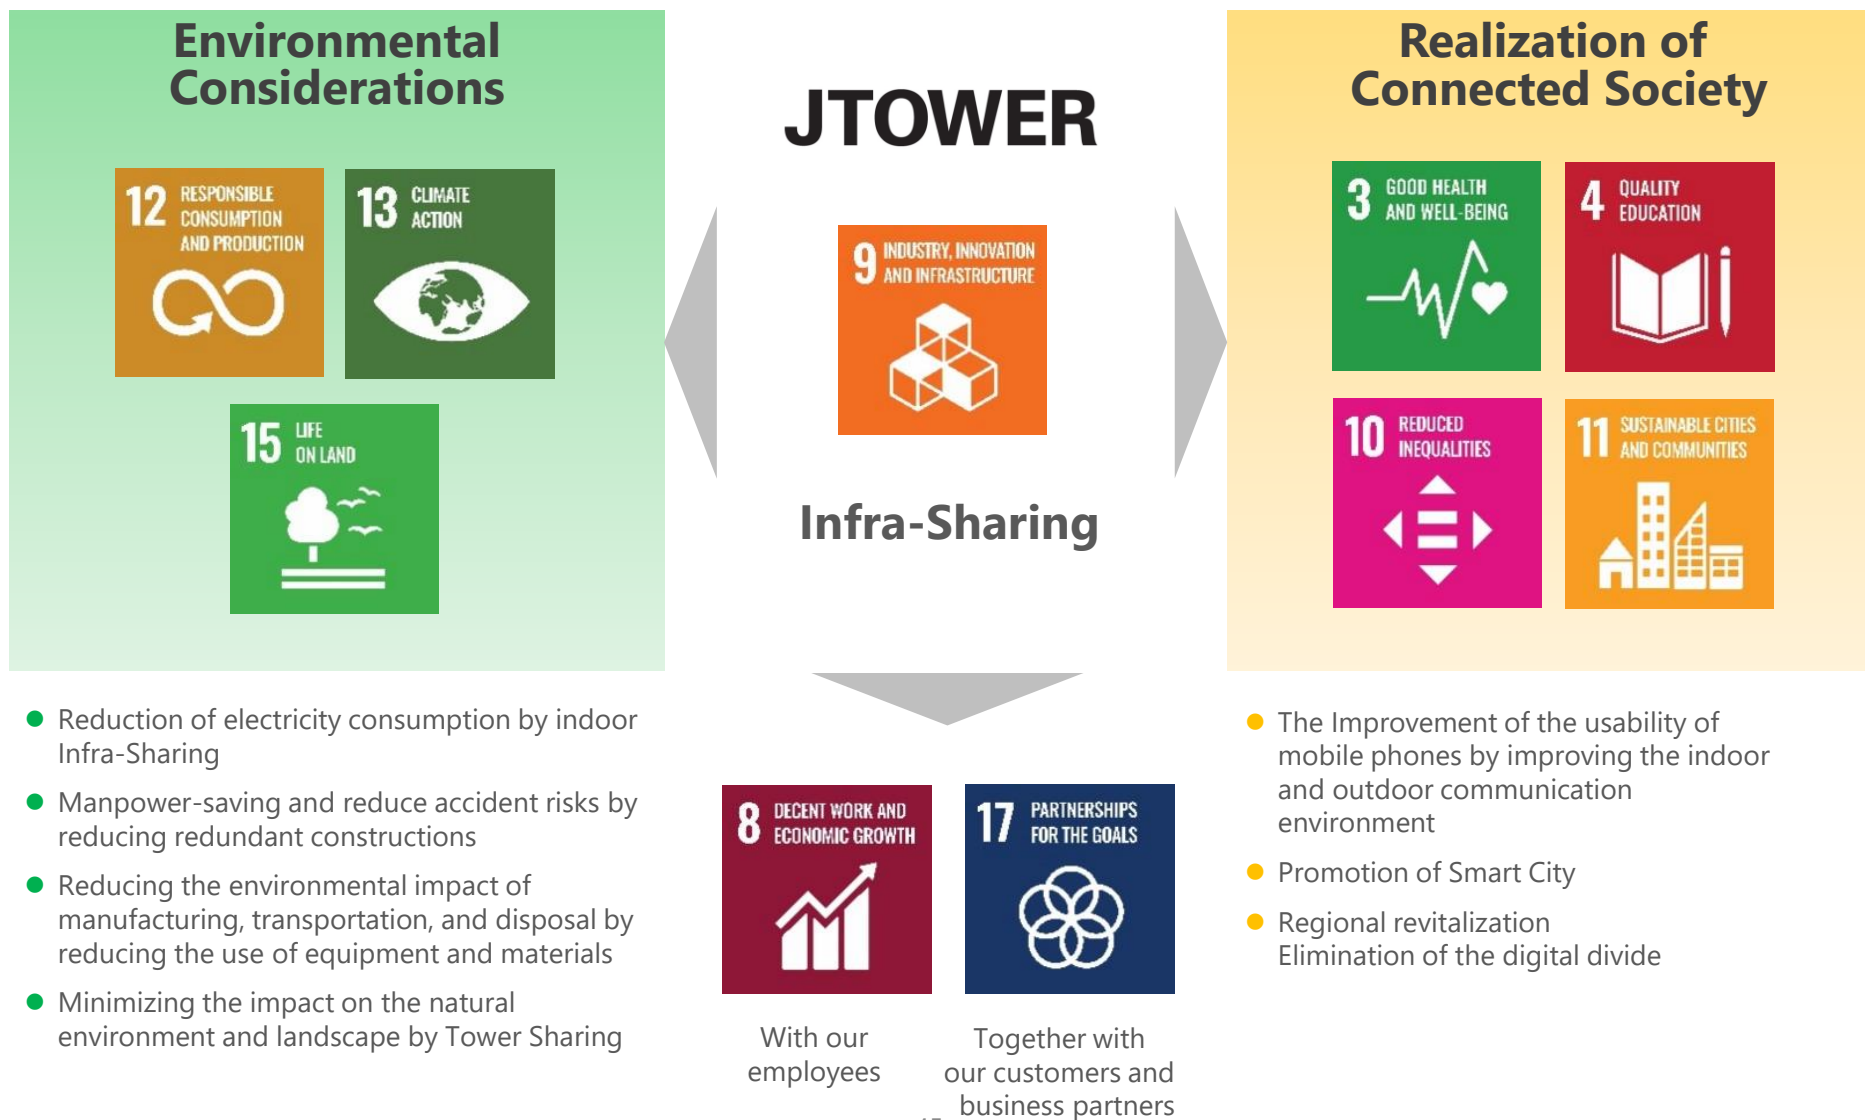 Environmental
Considerations
12 RESPONSIBLE
CONSUMPTION
AND PRODUCTION
13 CLIMATE
ACTION
15 LIFE
ON LAND
● Reduction of electricity consumption by indoor
Infra-Sharing
● Manpower-saving and reduce accident risks by
reducing redundant constructions
● Reducing the environmental impact of
manufacturing, transportation, and disposal by
reducing the use of equipment and materials
● Minimizing the impact on the natural
environment and landscape by Tower Sharing
JTOWER
9 INDUSTRY, INNOVATION
AND INFRASTRUCTURE
Infra-Sharing
8 DECENT WORK AND
ECONOMIC GROWTH
With our
employees
17 PARTNERSHIPS
FOR THE GOALS
Together with
our customers and
business partners
Realization of
Connected Society
3 GOOD HEALTH
AND WELL-BEING
4 QUALITY
EDUCATION
10 REDUCED
INEQUALITIES
11 SUSTAINABLE CITIES
AND COMMUNITIES
● The Improvement of the usability of
mobile phones by improving the indoor
and outdoor communication
environment
● Promotion of Smart City
● Regional revitalization
Elimination of the digital divide